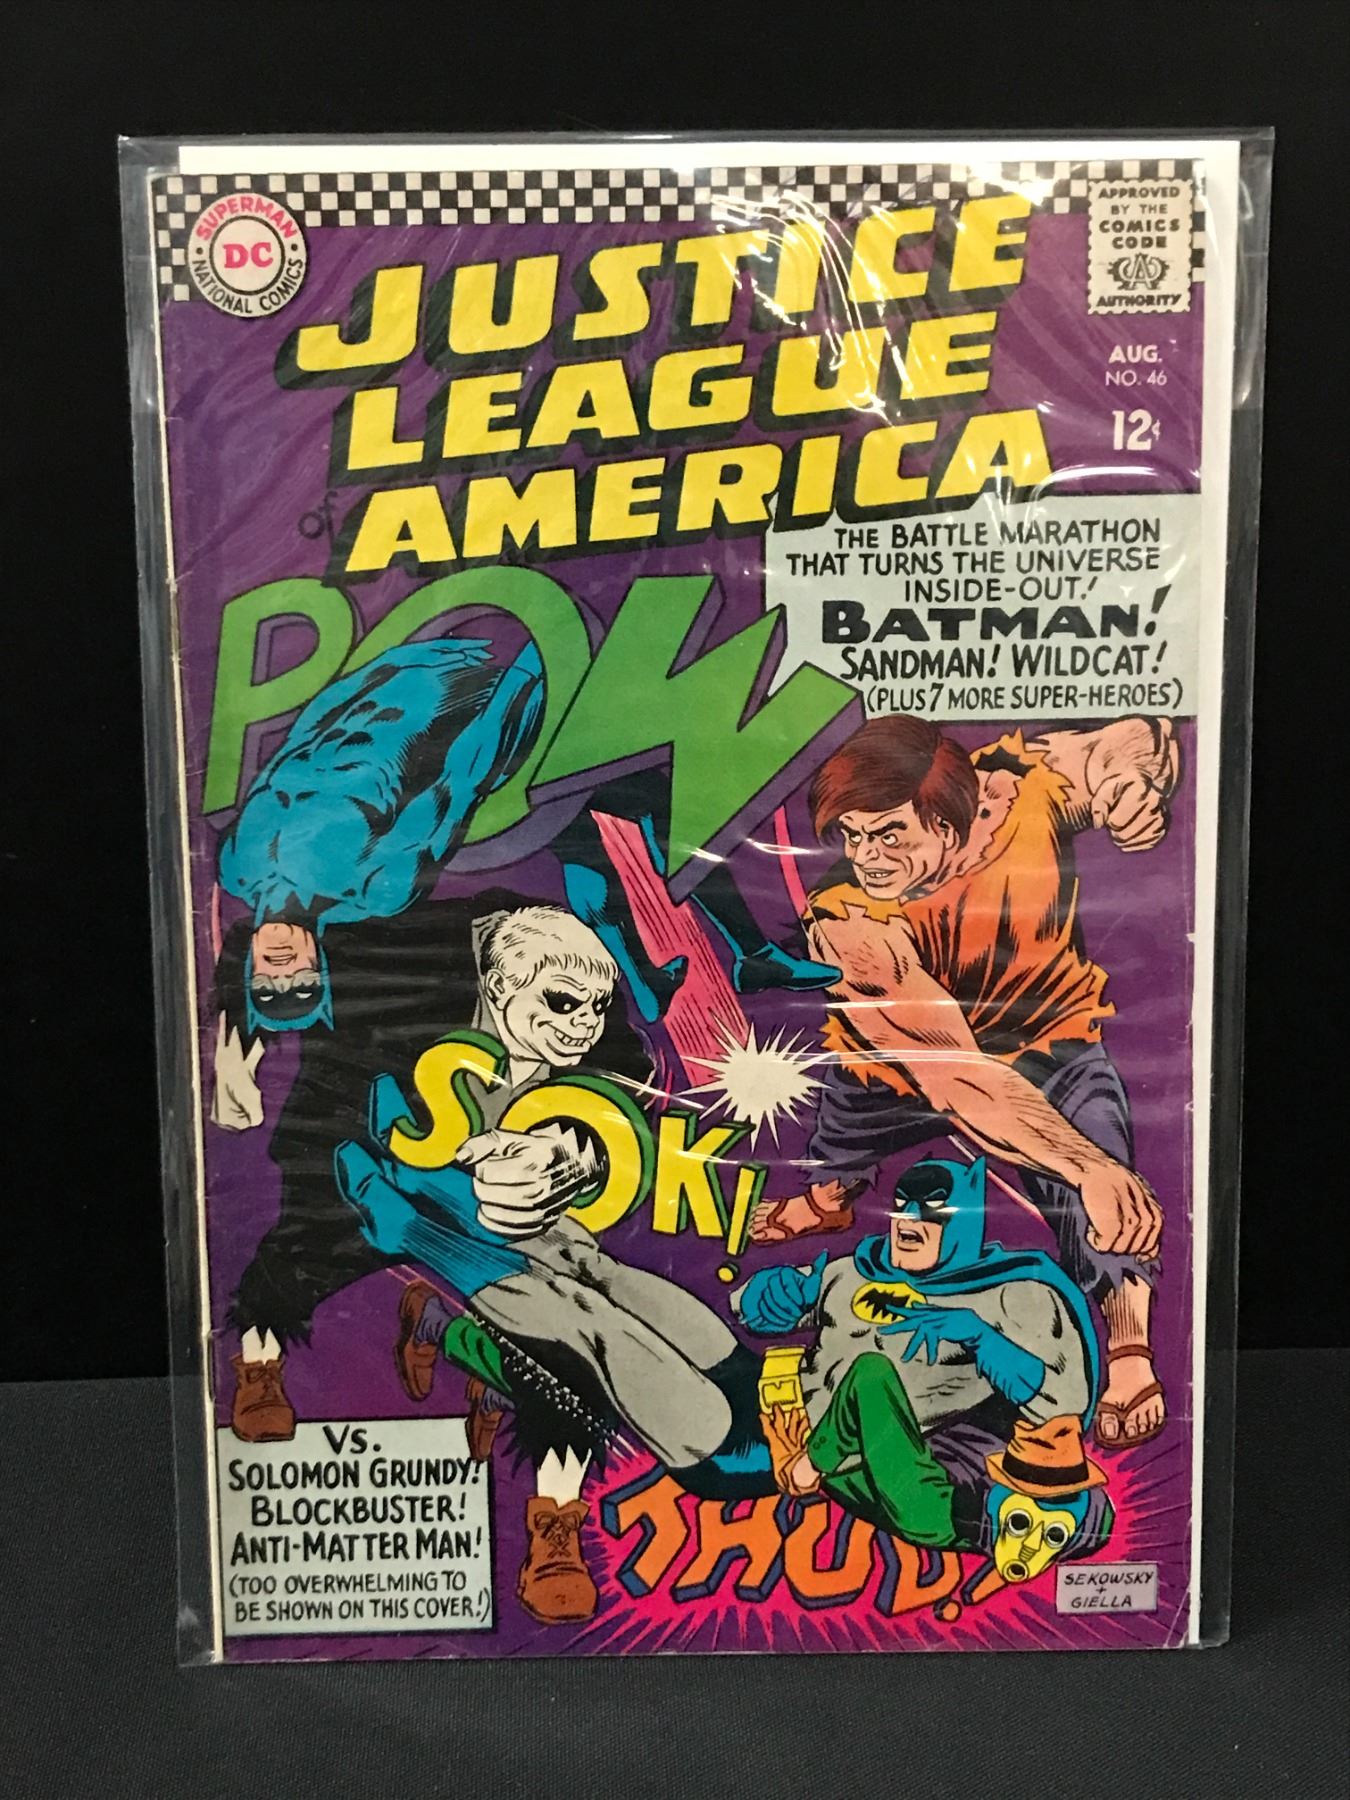 SUPERMAN
DC
NATIONAL COMICS
APPROVED
BY THE
COMICS
CODE
AUTHORITY
JUSTICE
LEAGUE
of AMERICA
AUG.
NO. 46
12¢
THE BATTLE MARATHON
THAT TURNS THE UNIVERSE
INSIDE-OUT!
BATMAN!
SANDMAN! WILDCAT!
(PLUS 7 MORE SUPER-HEROES)
POW
SOK!
VS.
SOLOMON GRUNDY!
BLOCKBUSTER!
ANTI-MATTER MAN!
(TOO OVERWHELMING TO
BE SHOWN ON THIS COVER!)
THUD!
SEKOWSKY
+
GIELLA